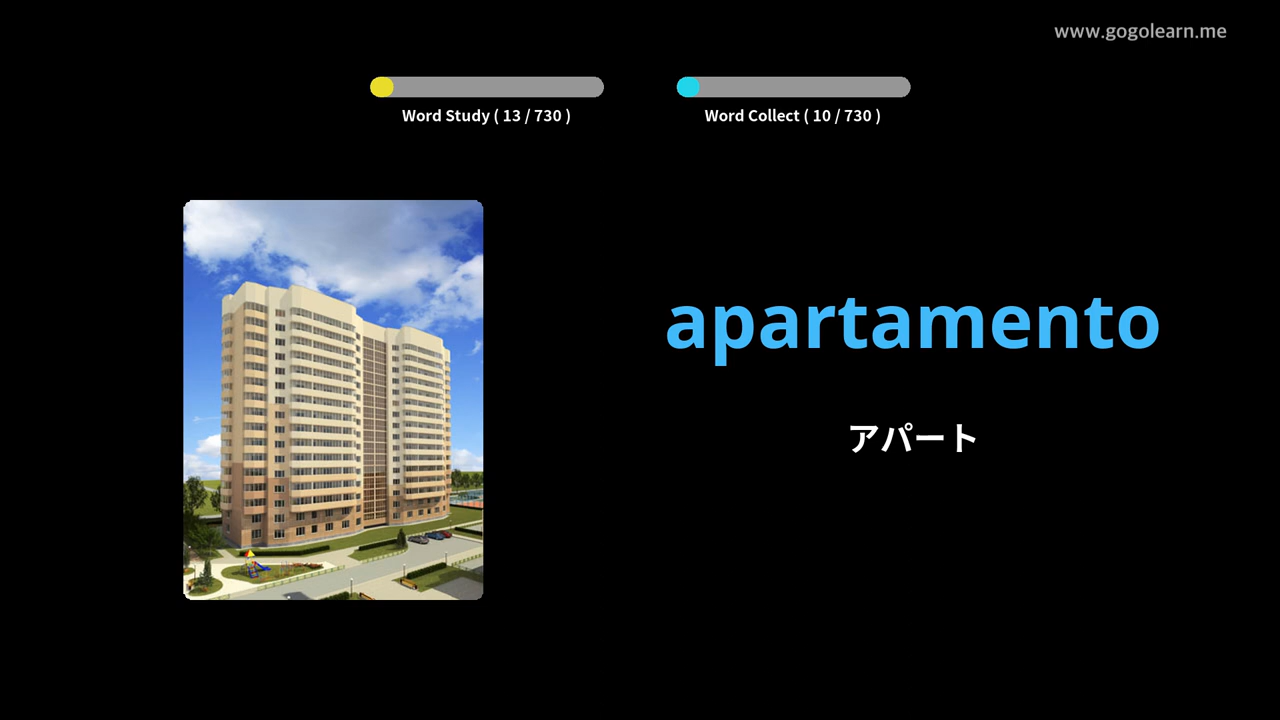 www.gogolearn.me
Word Study ( 13 / 730 )
Word Collect ( 10 / 730 )
apartamento
アパート